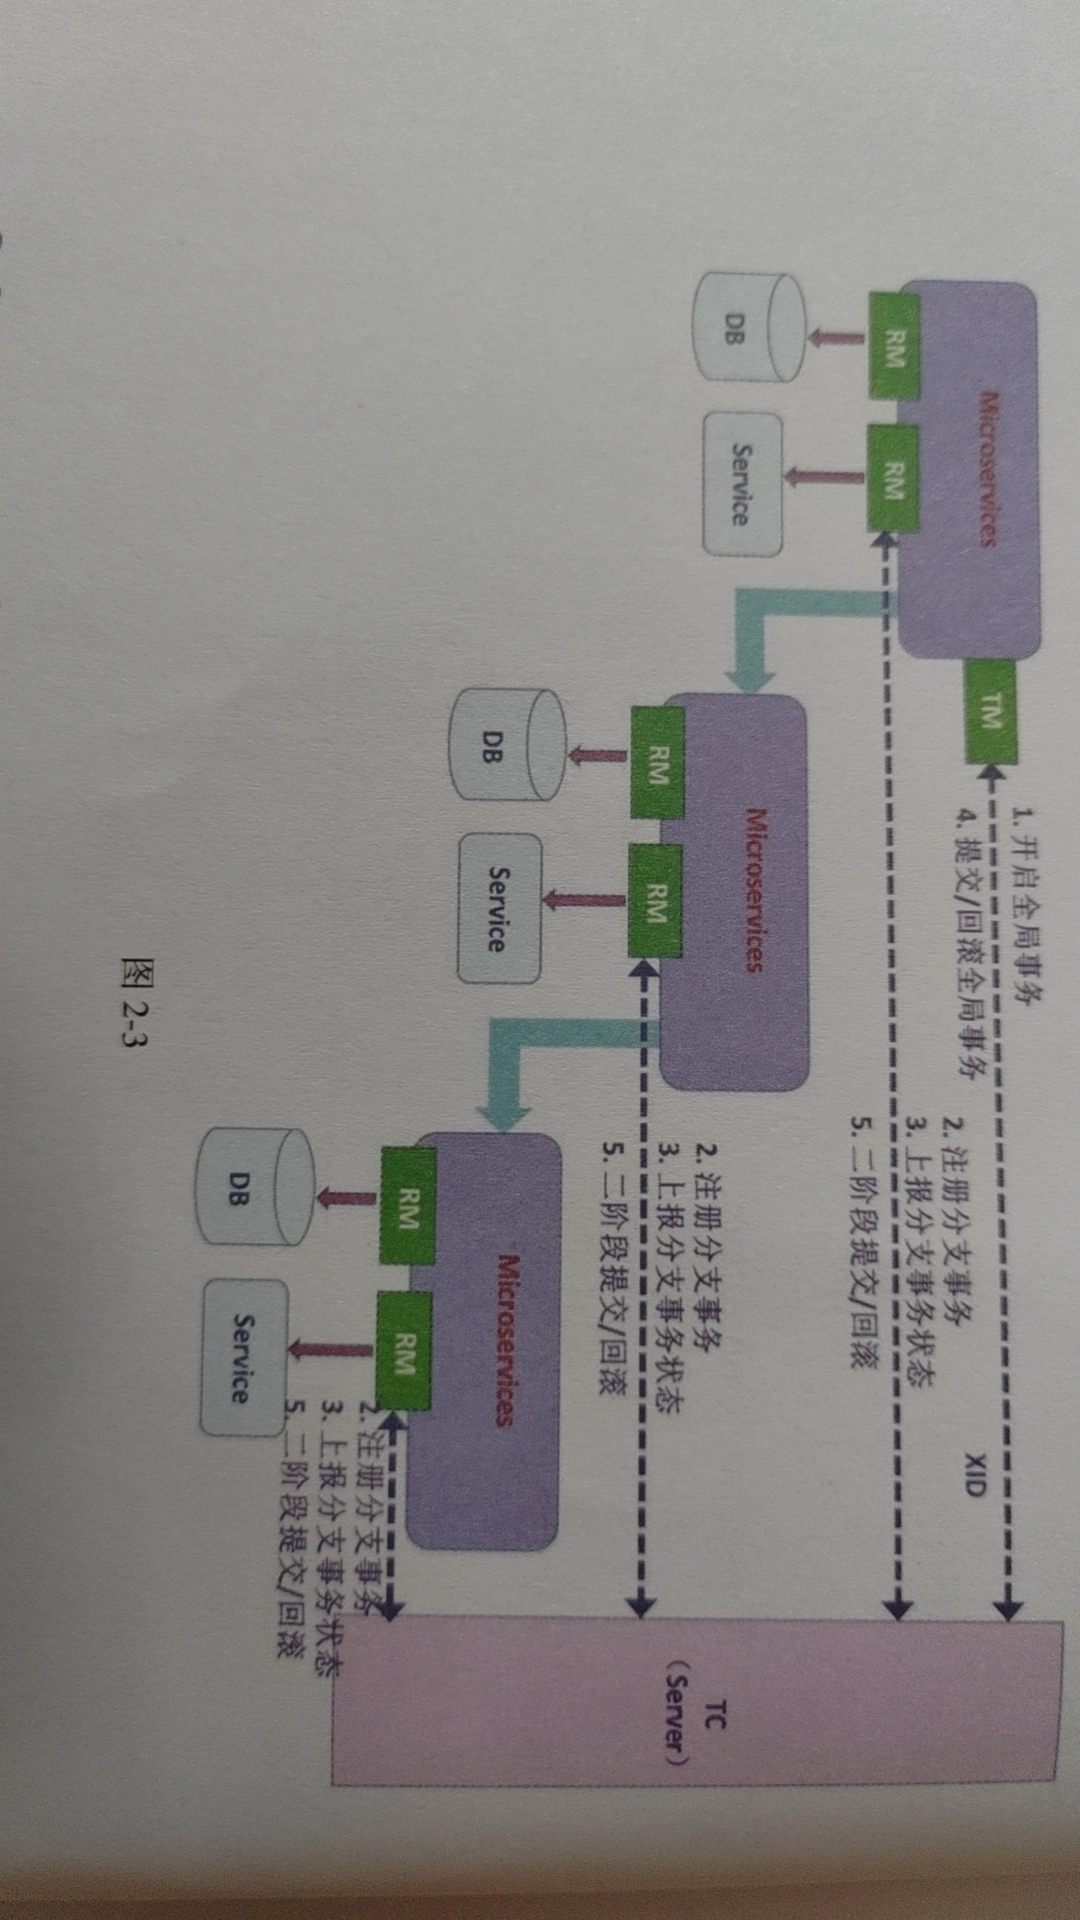 Microservices
TM
1. 开启全局事务
4. 提交/回滚全局事务
XID
RM
RM
DB
Service
2. 注册分支事务
3. 上报分支事务状态
5. 二阶段提交/回滚
Microservices
RM
RM
DB
Service
2. 注册分支事务
3. 上报分支事务状态
5. 二阶段提交/回滚
Microservices
RM
RM
DB
Service
2. 注册分支事务
3. 上报分支事务状态
5. 二阶段提交/回滚
TC
（Server）
图 2-3